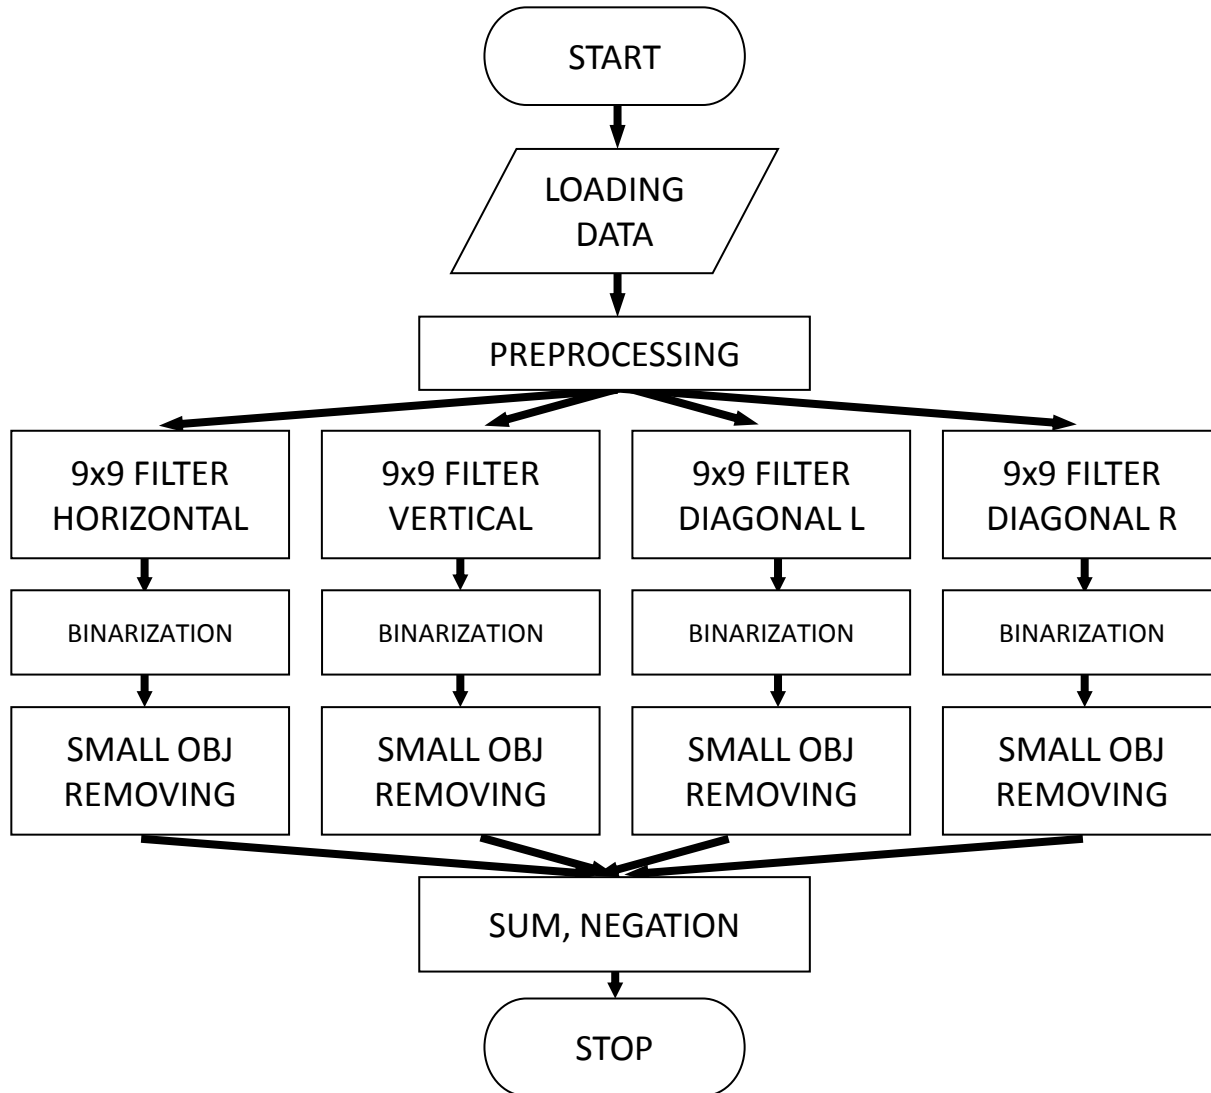 START
LOADING
DATA
PREPROCESSING
9x9 FILTER
HORIZONTAL
9x9 FILTER
VERTICAL
9x9 FILTER
DIAGONAL L
9x9 FILTER
DIAGONAL R
BINARIZATION
BINARIZATION
BINARIZATION
BINARIZATION
SMALL OBJ
REMOVING
SMALL OBJ
REMOVING
SMALL OBJ
REMOVING
SMALL OBJ
REMOVING
SUM, NEGATION
STOP